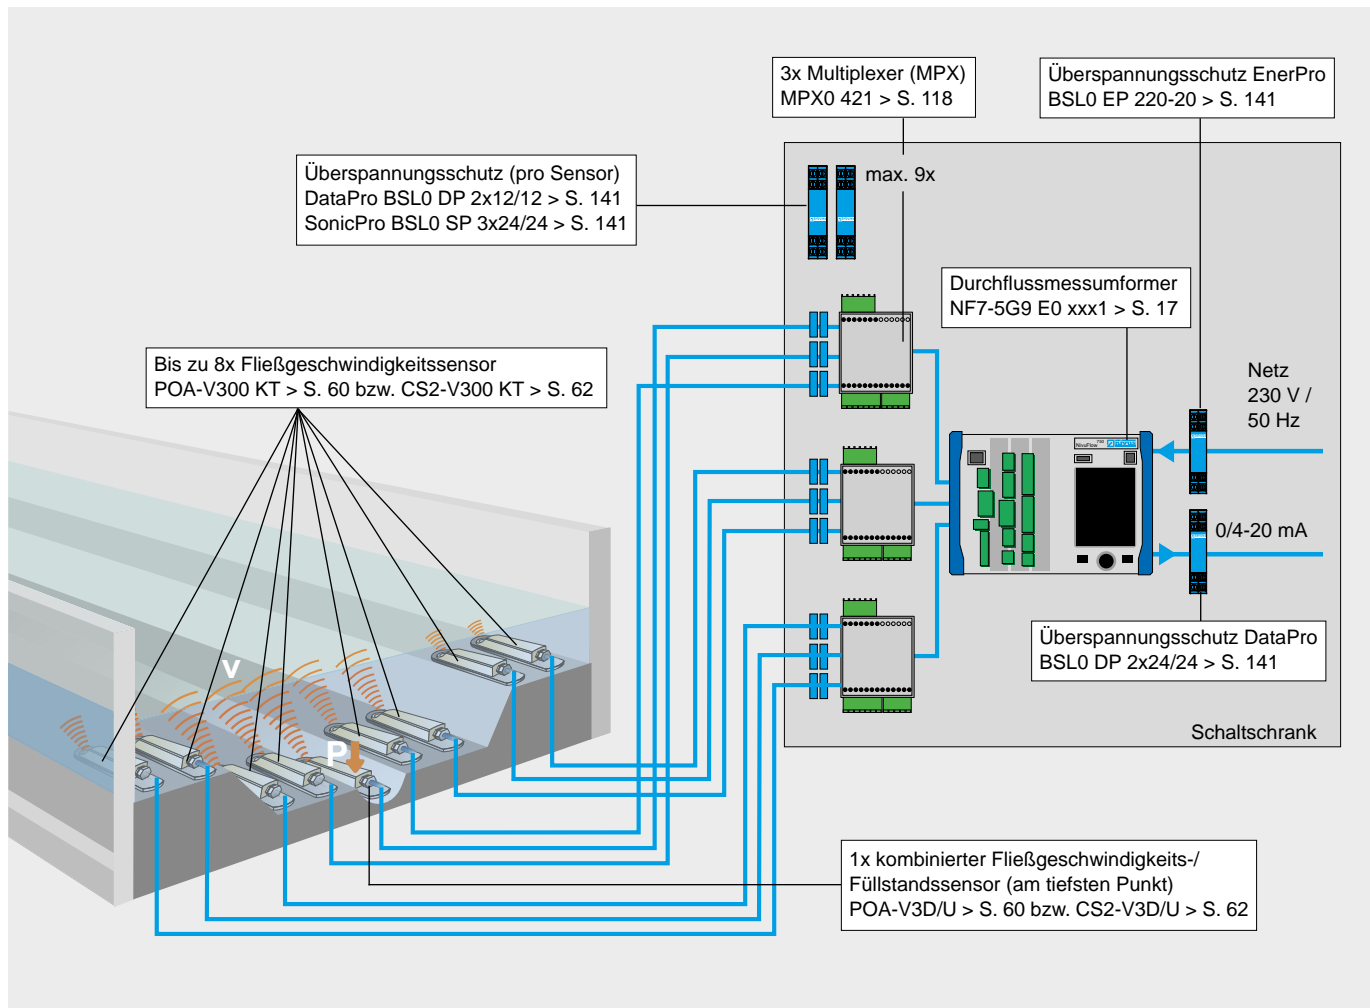 3x Multiplexer (MPX)
MPX0 421 > S. 118
Überspannungsschutz EnerPro
BSL0 EP 220-20 > S. 141
Überspannungsschutz (pro Sensor)
DataPro BSL0 DP 2x12/12 > S. 141
SonicPro BSL0 SP 3x24/24 > S. 141
max. 9x
Durchflussmessumformer
NF7-5G9 E0 xxx1 > S. 17
Bis zu 8x Fließgeschwindigkeitssensor
POA-V300 KT > S. 60 bzw. CS2-V300 KT > S. 62
Netz
230 V /
50 Hz
NivuFlow 750
0/4-20 mA
Überspannungsschutz DataPro
BSL0 DP 2x24/24 > S. 141
v
P
Schaltschrank
1x kombinierter Fließgeschwindigkeits-/
Füllstandssensor (am tiefsten Punkt)
POA-V3D/U > S. 60 bzw. CS2-V3D/U > S. 62